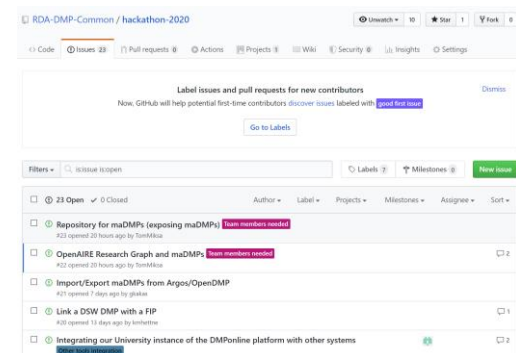 RDA-DMP-Common / hackathon-2020
Unwatch 10 Star 1 Fork 0
Code Issues 23 Pull requests 0 Actions Projects 1 Wiki Security 0 Insights Settings
Label issues and pull requests for new contributors
Dismiss
Now, GitHub will help potential first-time contributors discover issues labeled with good first issue
Go to Labels
Filters is:issue is:open Labels 7 Milestones 0 New issue
23 Open 0 Closed Author Label Projects Milestones Assignee Sort
Repository for maDMPs (exposing maDMPs) Team members needed
#23 opened 20 hours ago by TomMiksa
OpenAIRE Research Graph and maDMPs Team members needed 2
#22 opened 20 hours ago by TomMiksa
Import/Export maDMPs from Argos/OpenDMP
#21 opened 7 days ago by
Link a DSW DMP with a FIP 1
#20 opened 13 days ago by
Integrating our University instance of the DMPonline platform with other systems 2
Other tools integration